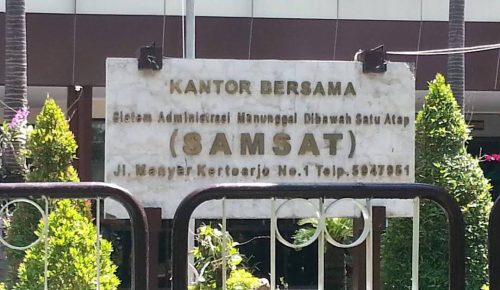 KANTOR BERSAMA
Sistem Administrasi Manunggal Dibawah Satu Atap
(SAMSAT)
Jl. Manyar Kertoarjo No.1 Telp.5947951